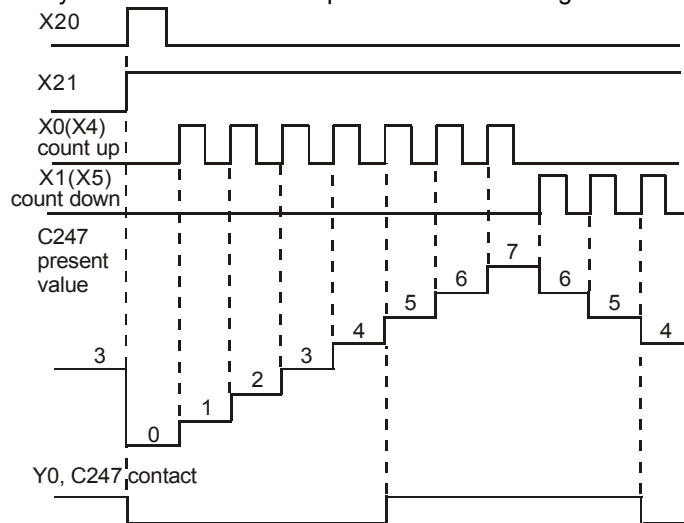 X20
X21
X0(X4)
count up
X1(X5)
count down
C247
present
value
7
6
6
5
5
4
4
3
3
2
1
0
Y0, C247 contact